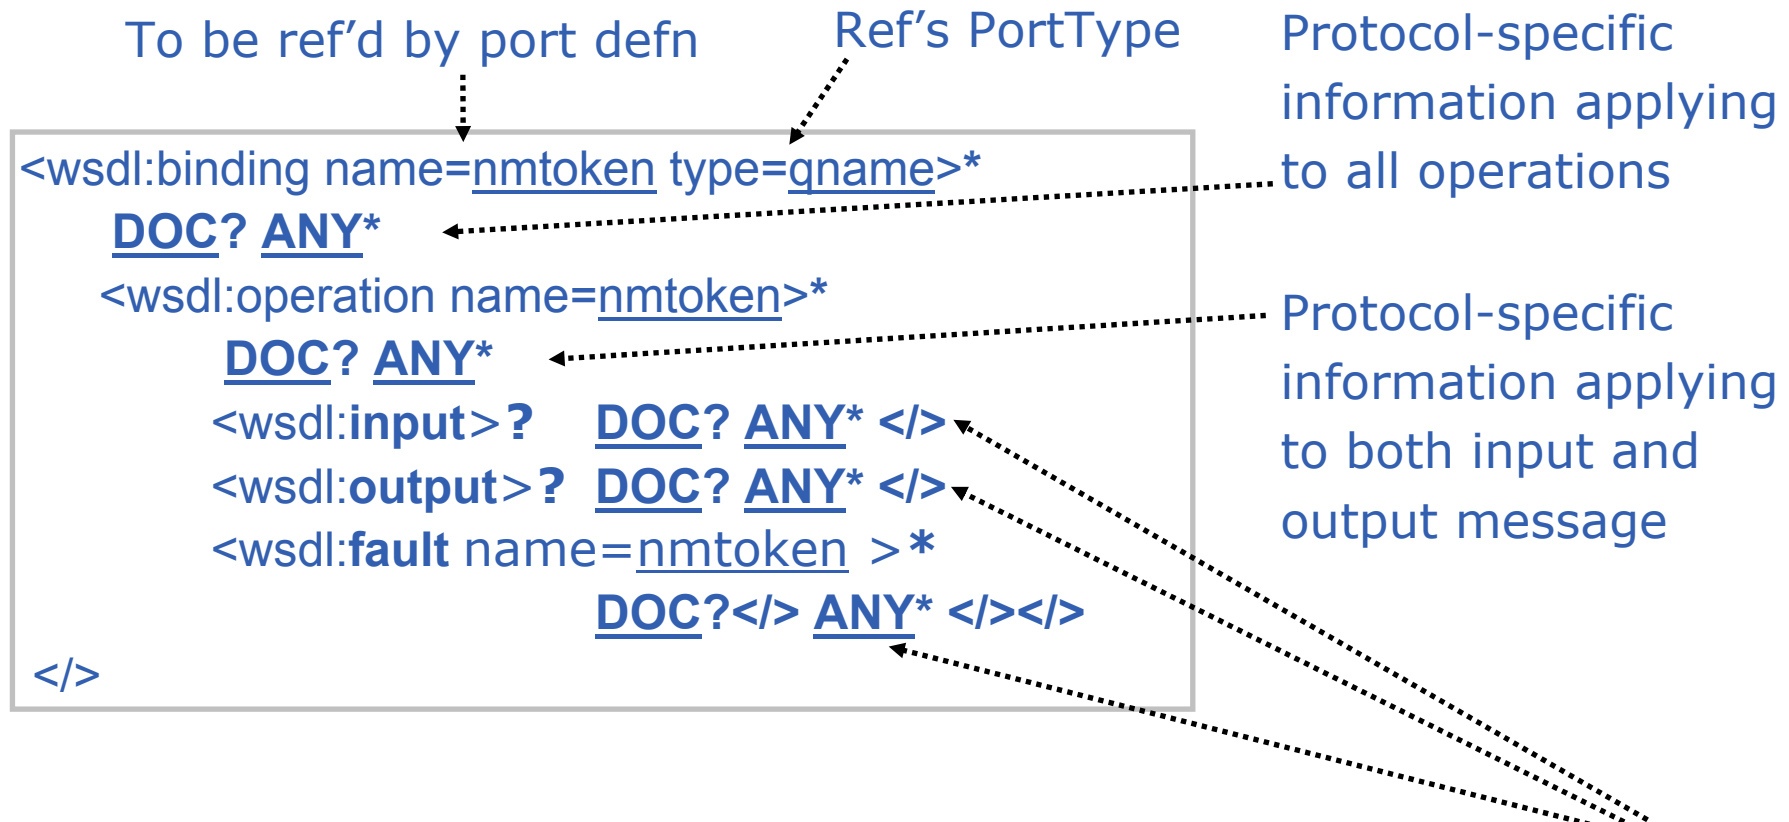 To be ref’d by port defn
Ref’s PortType
<wsdl:binding name=nmtoken type=qname>*
DOC? ANY*
<wsdl:operation name=nmtoken>*
DOC? ANY*
<wsdl:input>? DOC? ANY* </>
<wsdl:output>? DOC? ANY* </>
<wsdl:fault name=nmtoken >*
DOC?</> ANY* </></>
</>
Protocol-specific
information applying
to all operations
Protocol-specific
information applying
to both input and
output message